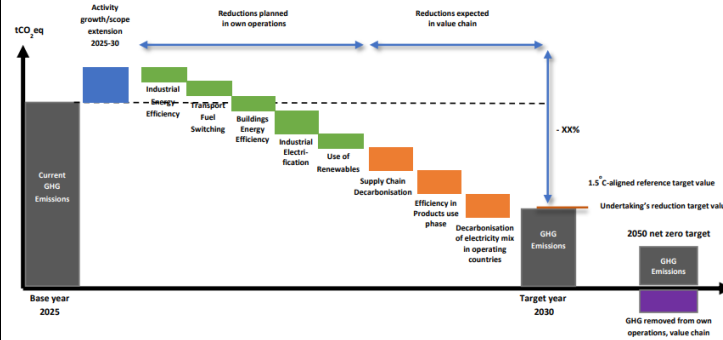 Activity
growth/scope
extension
2025-30
Reductions planned
in own operations
Reductions expected
in value chain
tCO2eq
Industrial
Energy
Efficiency
Transport
Fuel
Switching
Buildings
Energy
Efficiency
Industrial
Electri-
fication
Use of
Renewables
Supply Chain
Decarbonisation
Efficiency in
Products use
phase
Decarbonisation
of electricity mix
in operating
countries
- XX%
Current
GHG
Emissions
GHG
Emissions
1.5°C-aligned reference target value
Undertaking's reduction target valu
2050 net zero target
GHG
Emissions
Base year
2025
Target year
2030
GHG removed from own
operations, value chain